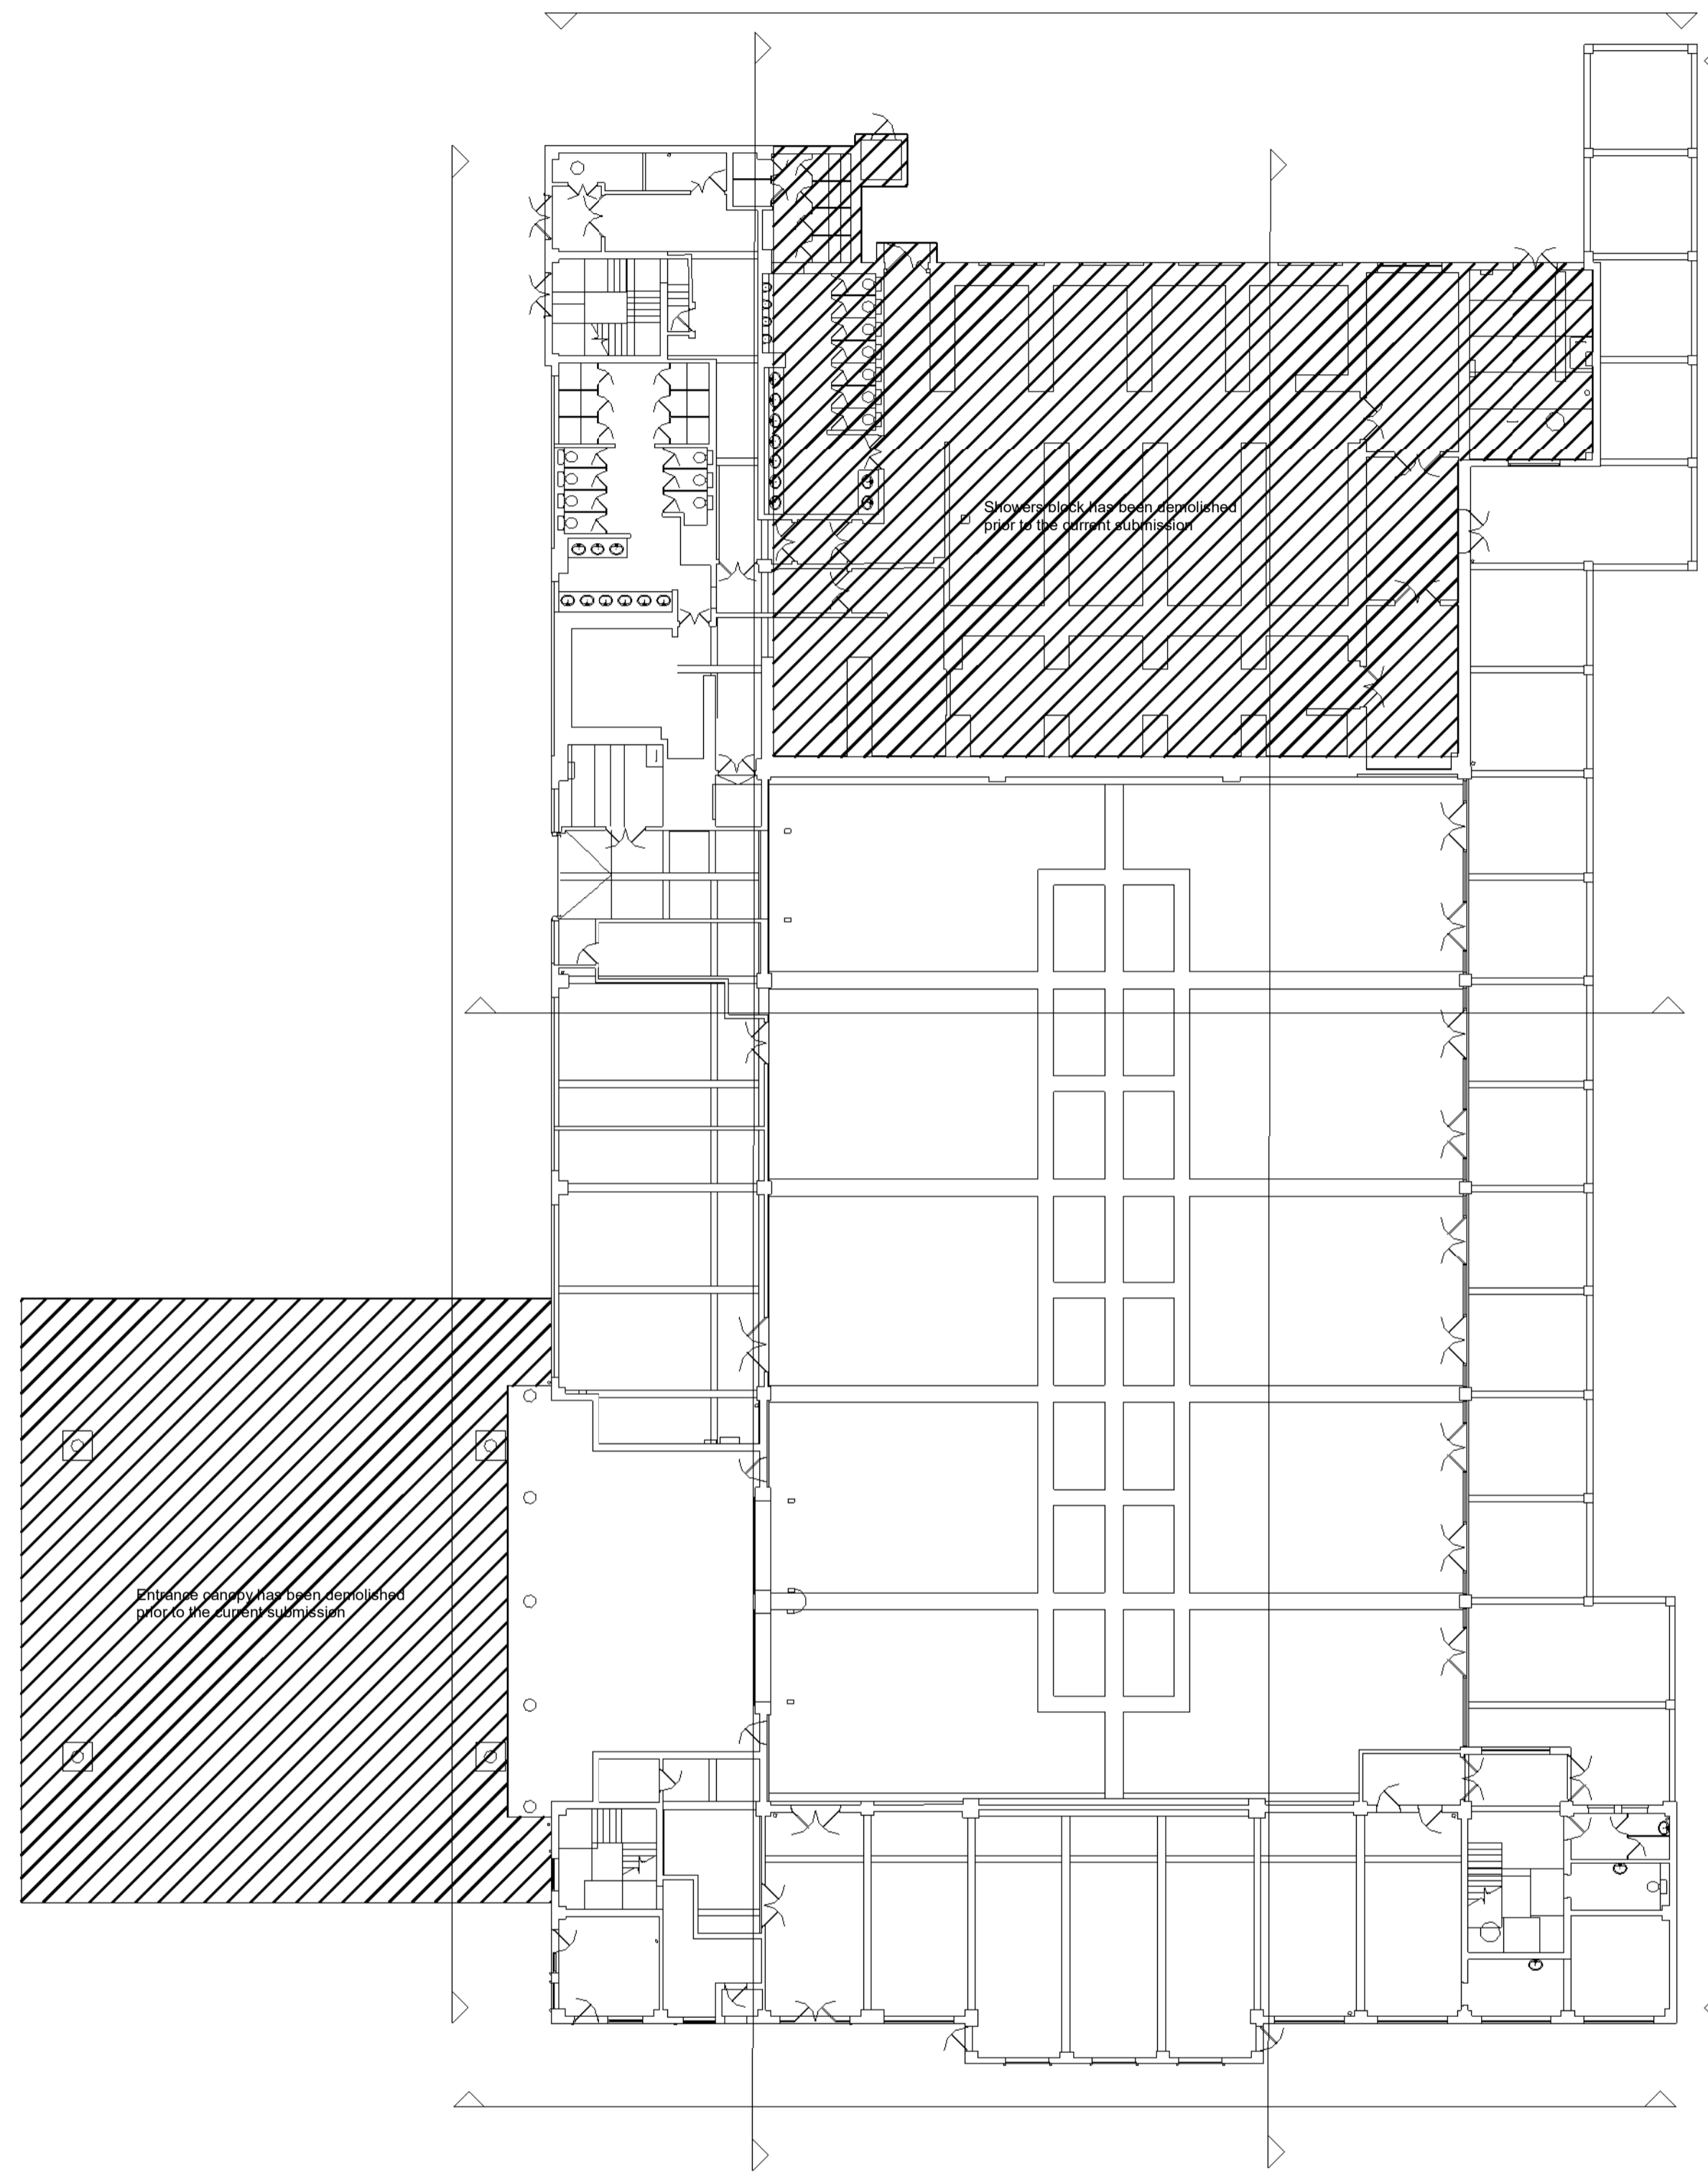 Showers block has been demolished
prior to the current submission
Entrance canopy has been demolished
prior to the current submission